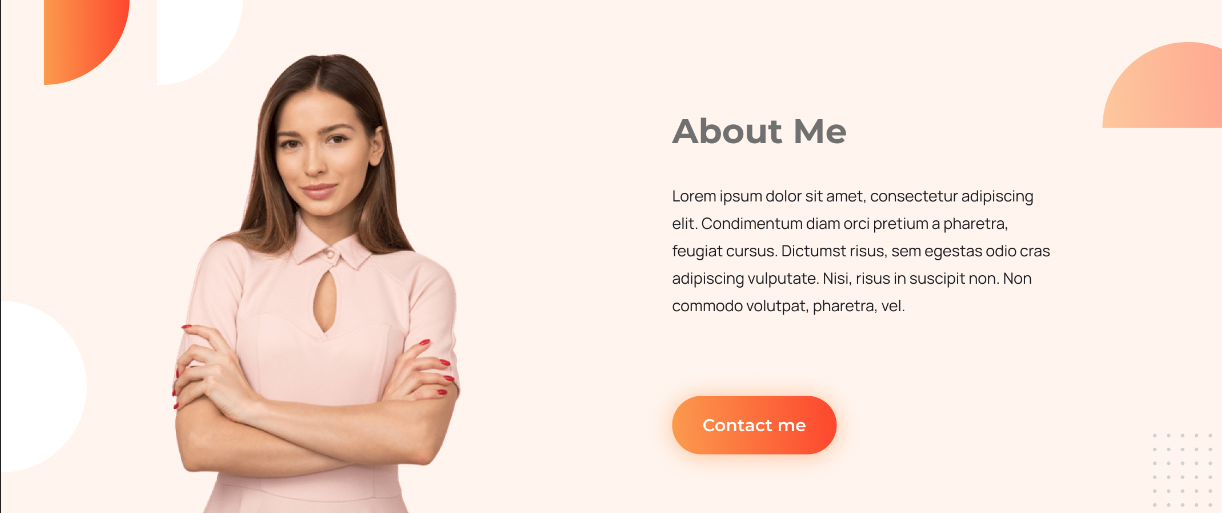 About Me
Lorem ipsum dolor sit amet, consectetur adipiscing
elit. Condimentum diam orci pretium a pharetra,
feugiat cursus. Dictumst risus, sem egestas odio cras
adipiscing vulputate. Nisi, risus in suscipit non. Non
commodo volutpat, pharetra, vel.
Contact me